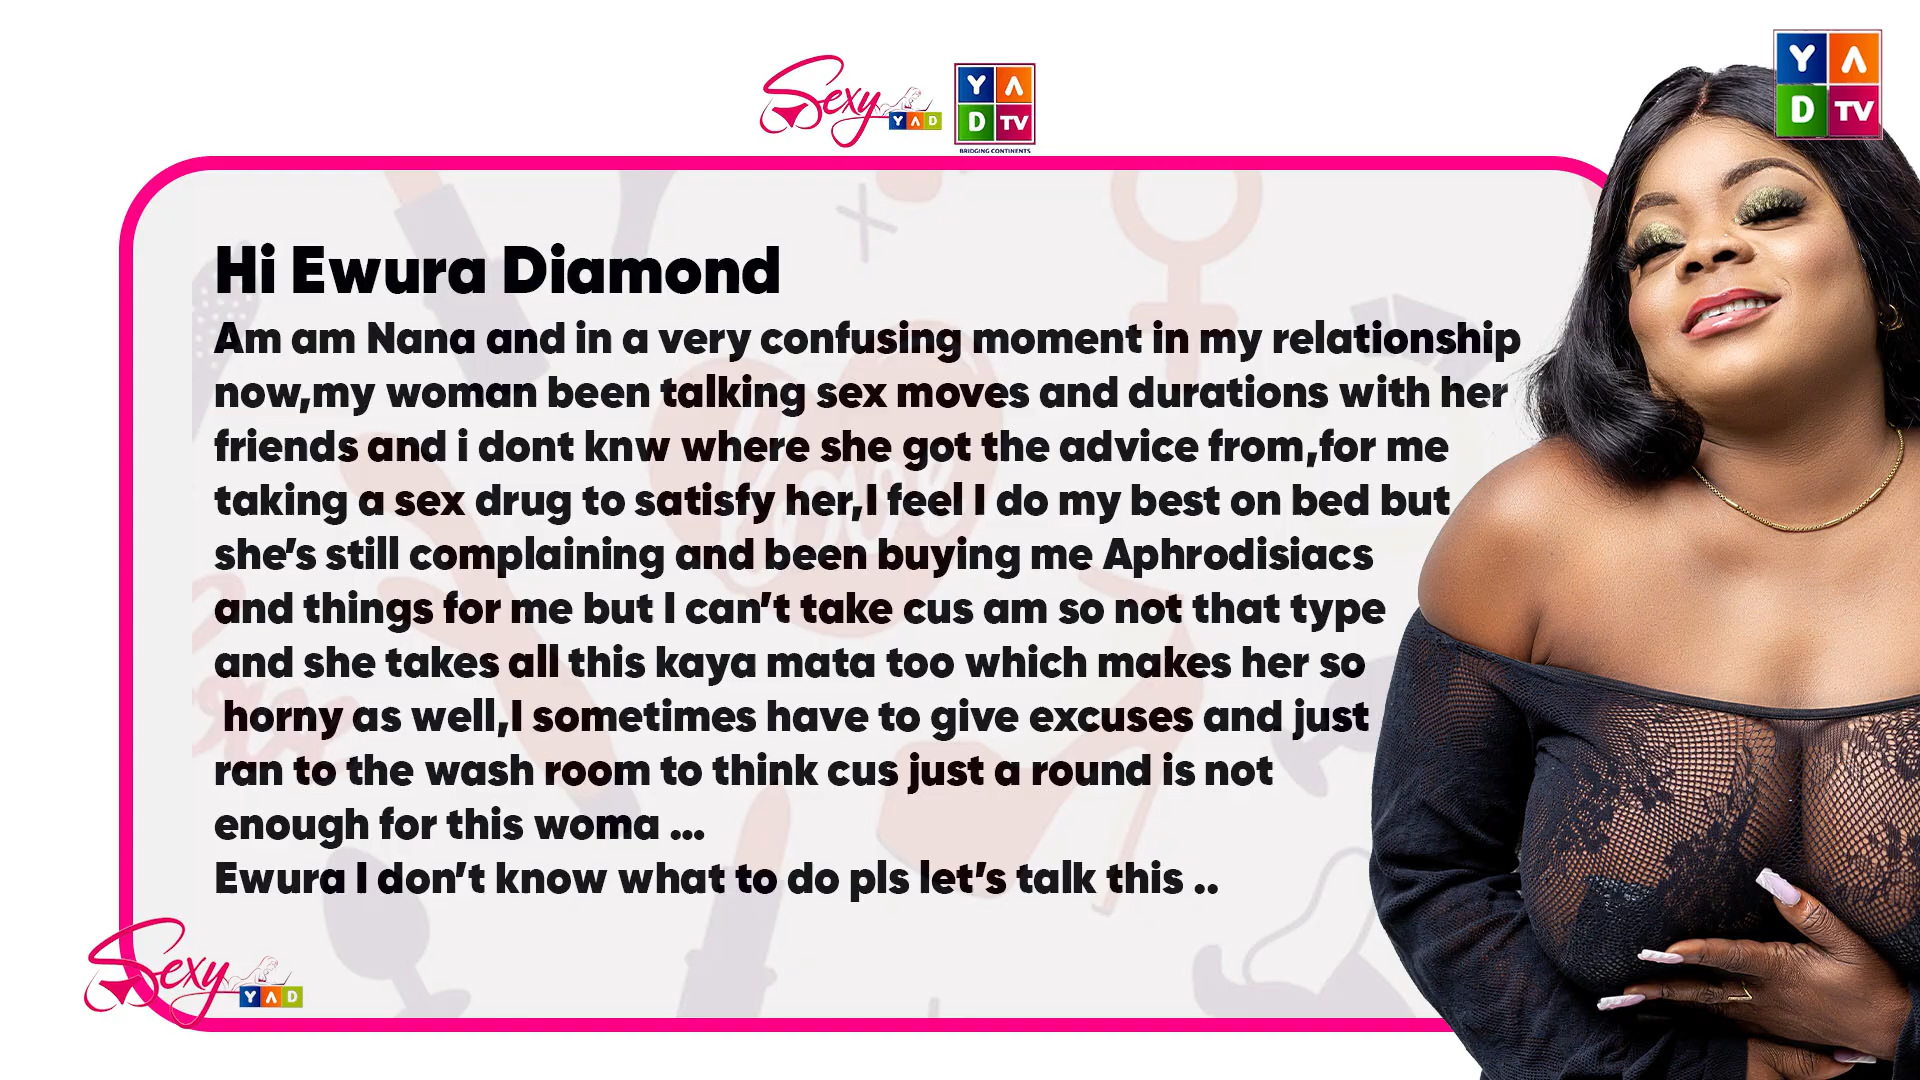 Sexy
YAD
YAD TV
BRIDGING CONTINENTS
YAD TV
Hi Ewura Diamond
Am am Nana and in a very confusing moment in my relationship
now,my woman been talking sex moves and durations with her
friends and i dont knw where she got the advice from,for me
taking a sex drug to satisfy her,I feel I do my best on bed but
she's still complaining and been buying me Aphrodisiacs
and things for me but I can't take cus am so not that type
and she takes all this kaya mata too which makes her so
horny as well,I sometimes have to give excuses and just
ran to the wash room to think cus just a round is not
enough for this woma ...
Ewura I don't know what to do pls let's talk this ..
love
Sexy
YAD